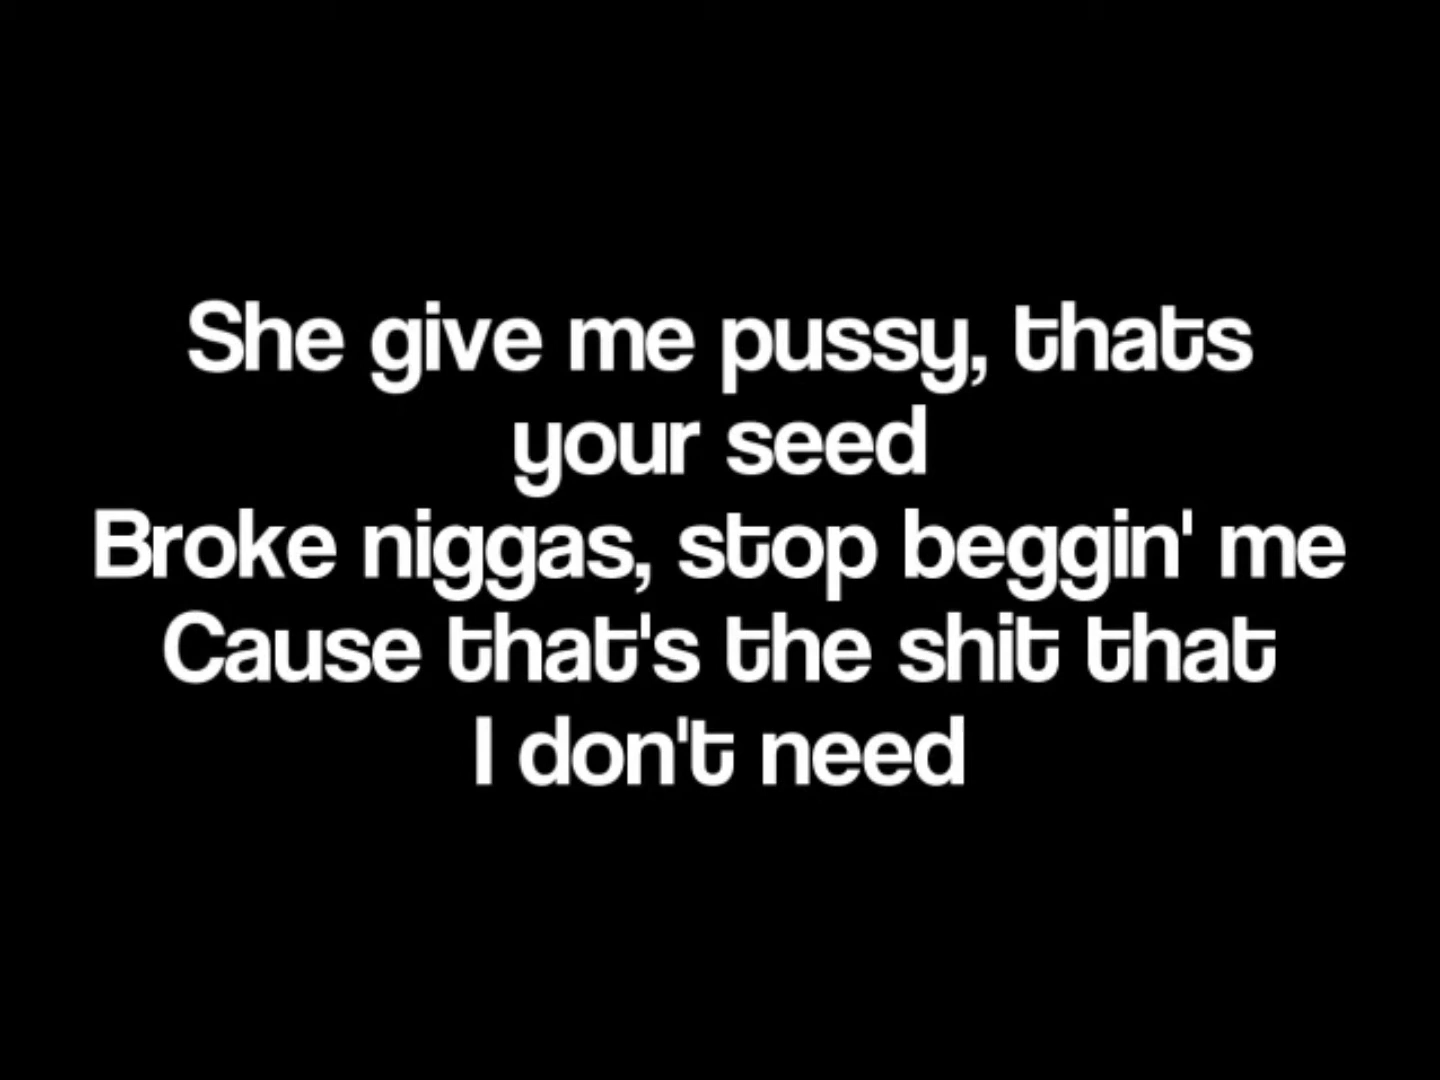 She give me pussy, thats
your seed
Broke niggas, stop beggin' me
Cause that's the shit that
I don't need